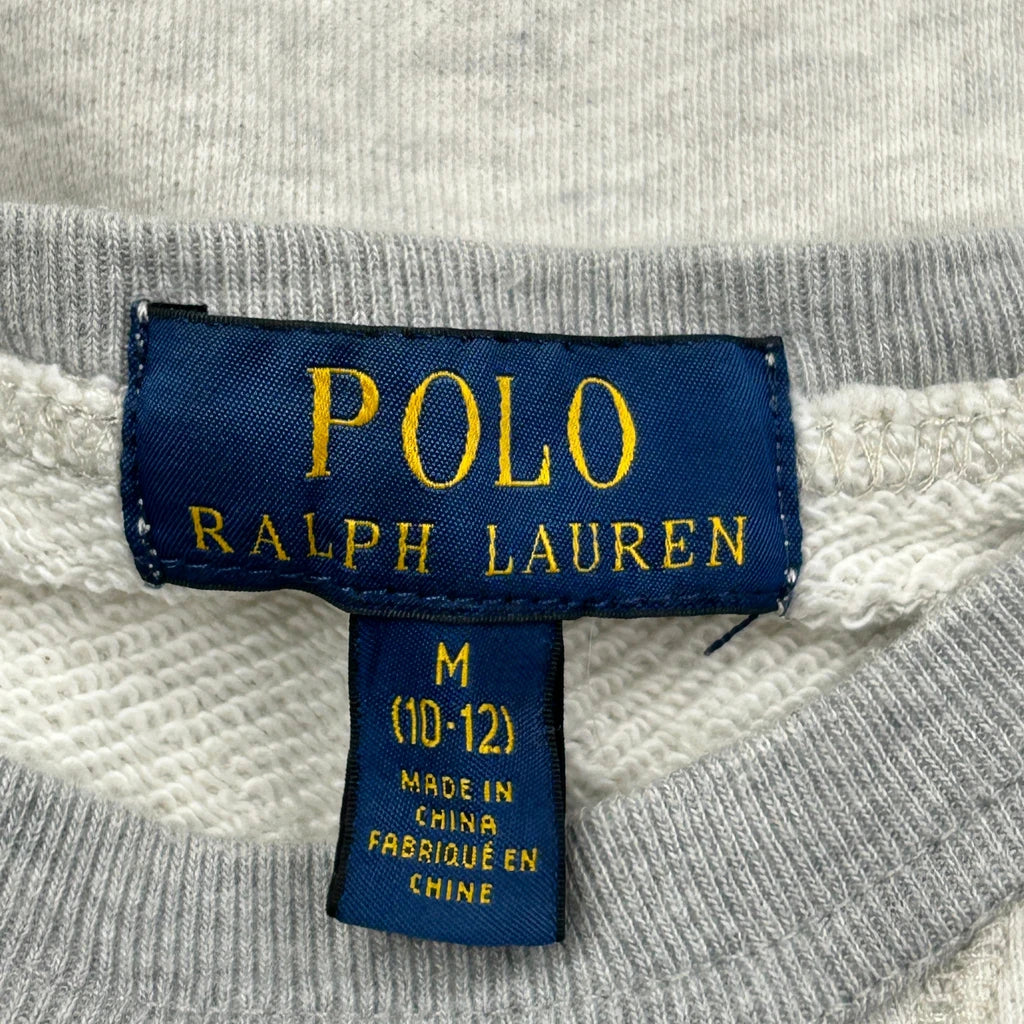 POLO
RALPH LAUREN
M
(10-12)
MADE IN
CHINA
FABRIQUÉ EN
CHINE